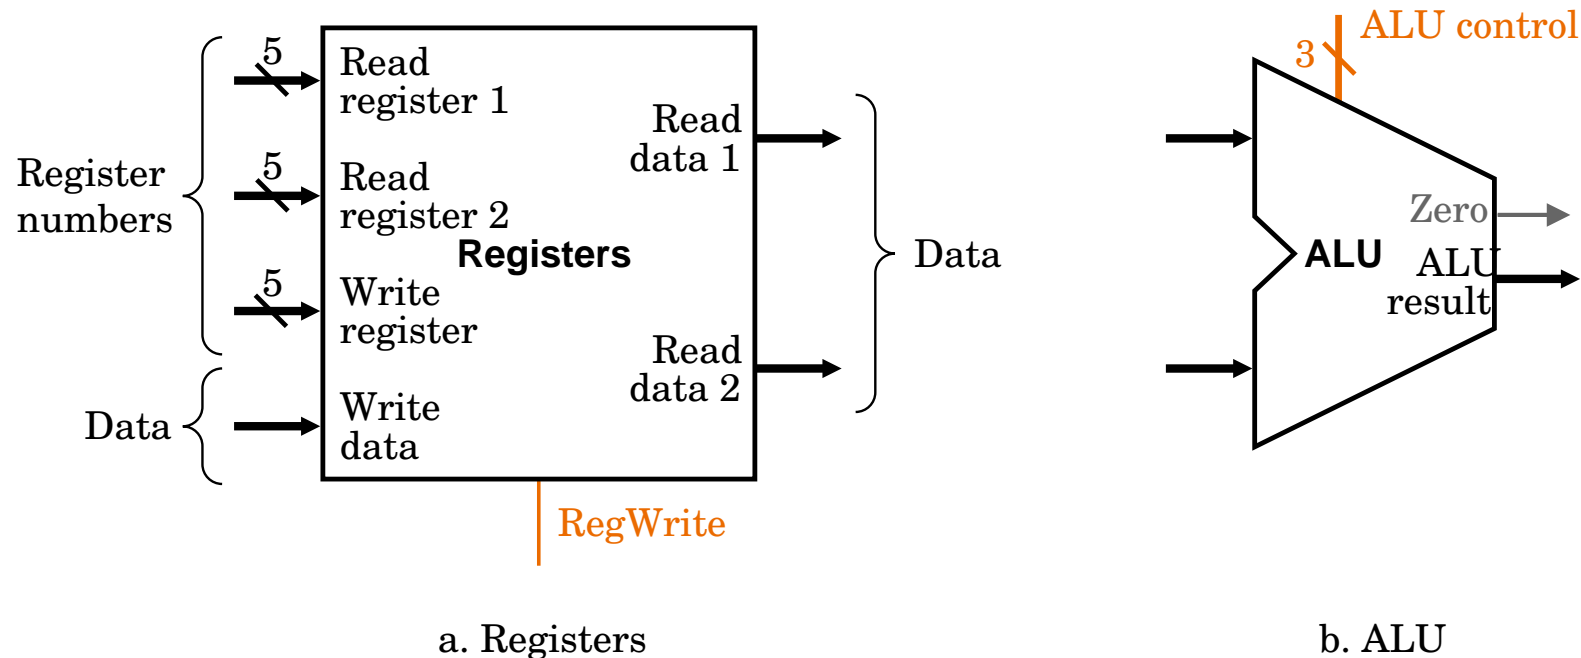 Register
numbers
Data
5
Read
register 1
5
Read
register 2
5
Write
register
Write
data
Registers
Read
data 1
Read
data 2
Data
RegWrite
a. Registers
3
ALU control
Zero
ALU
ALU
result
b. ALU